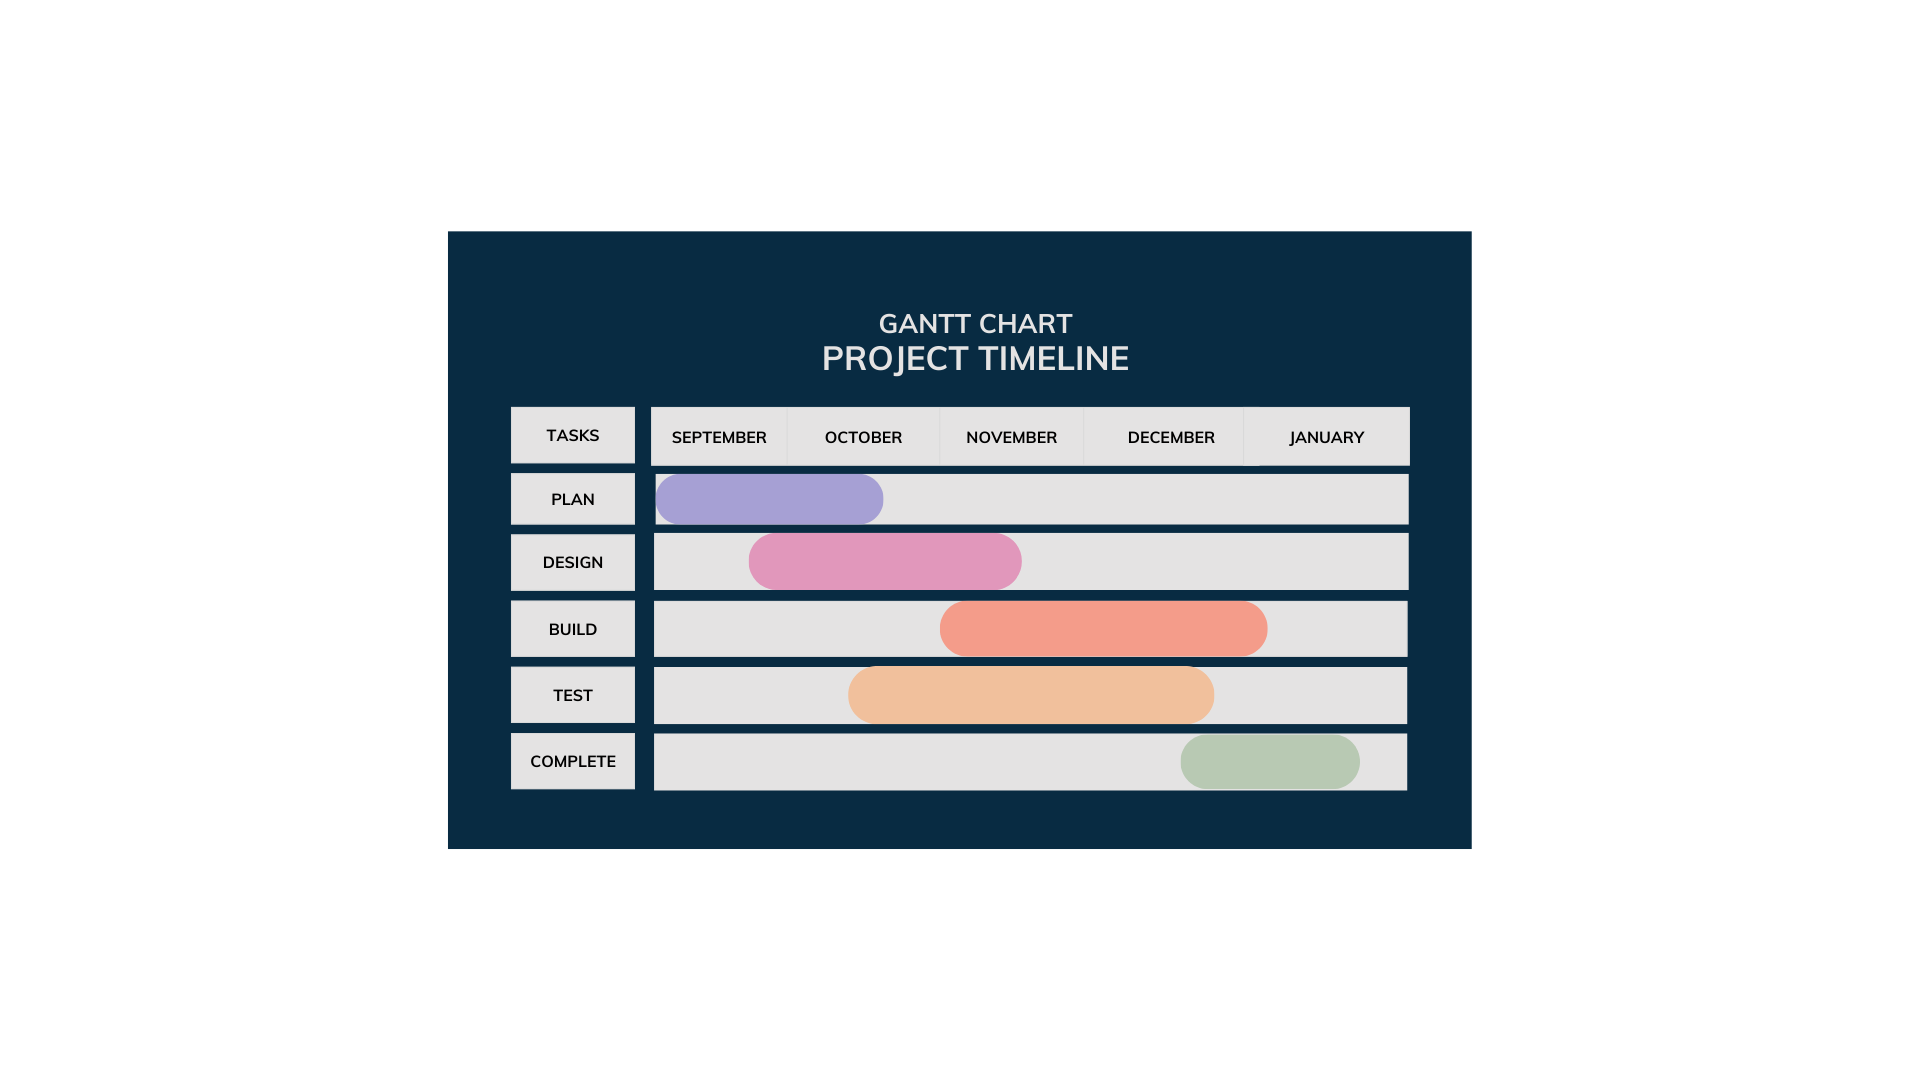 GANTT CHART
PROJECT TIMELINE
TASKS SEPTEMBER OCTOBER NOVEMBER DECEMBER JANUARY
PLAN
DESIGN
BUILD
TEST
COMPLETE